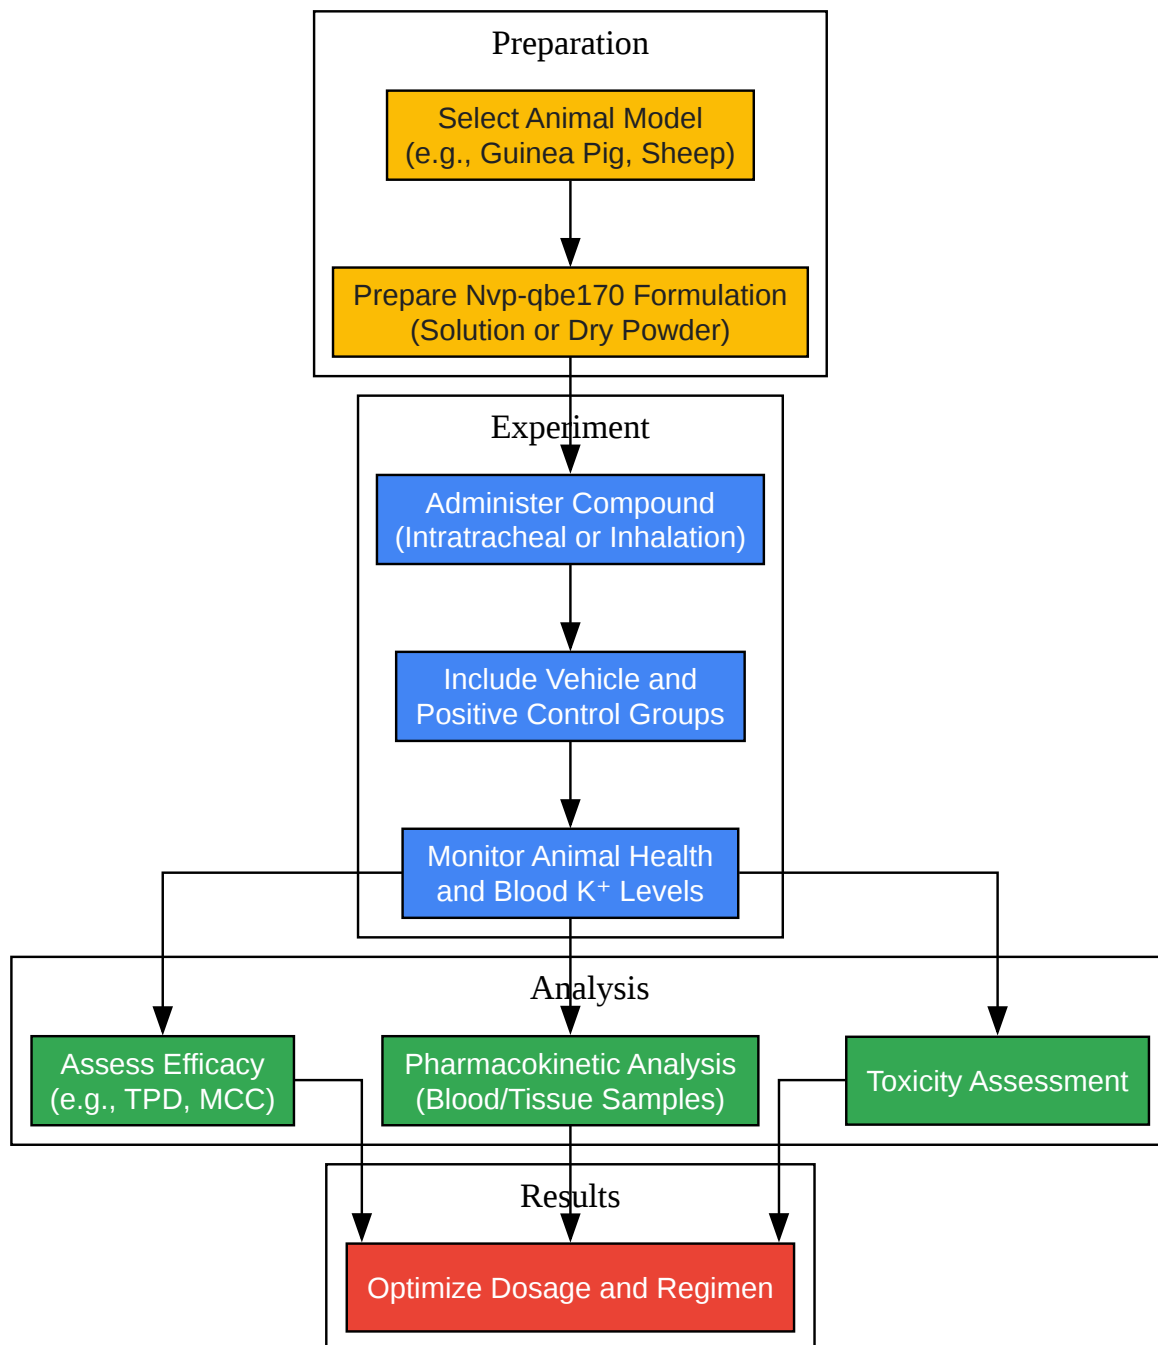 Preparation
Select Animal Model
(e.g., Guinea Pig, Sheep)
Prepare Nvp-qbe170 Formulation
(Solution or Dry Powder)
Experiment
Administer Compound
(Intratracheal or Inhalation)
Include Vehicle and
Positive Control Groups
Monitor Animal Health
and Blood K⁺ Levels
Analysis
Assess Efficacy
(e.g., TPD, MCC)
Pharmacokinetic Analysis
(Blood/Tissue Samples)
Toxicity Assessment
Results
Optimize Dosage and Regimen